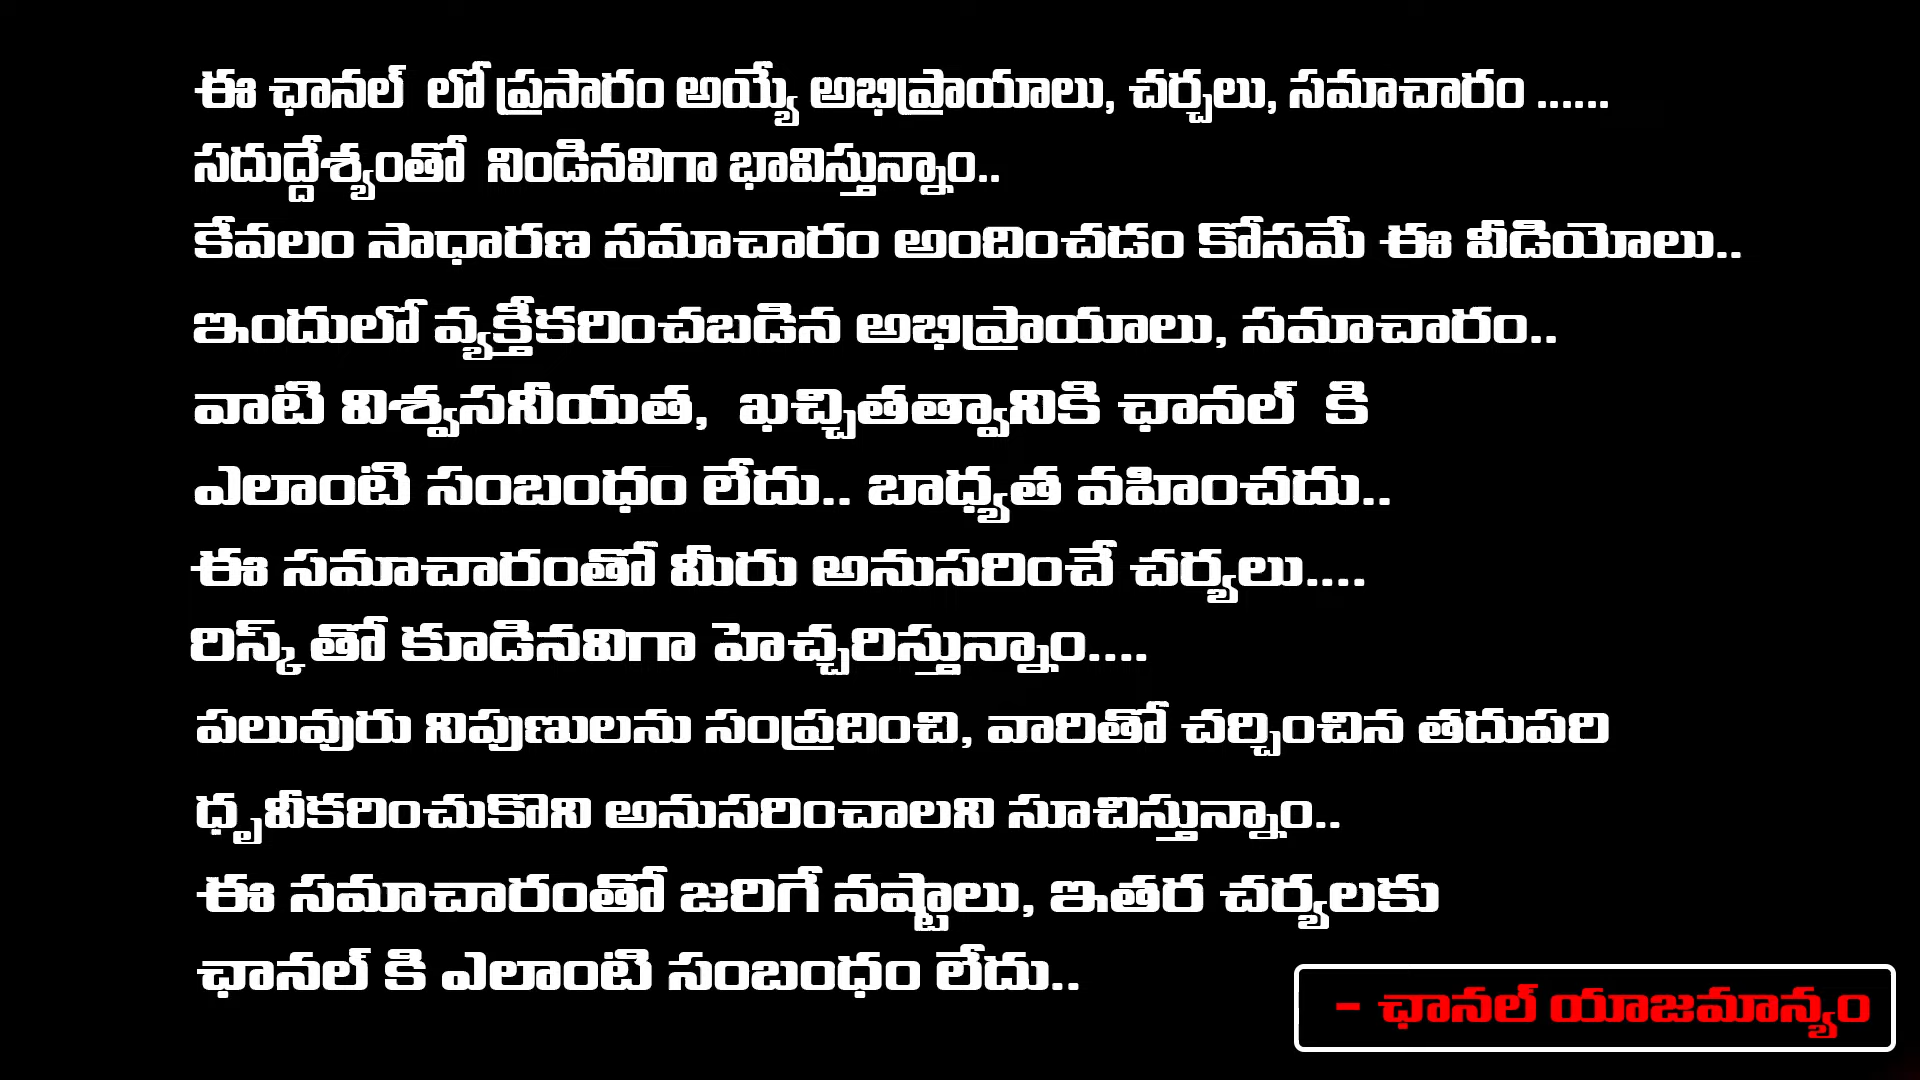 ఈ ఛానల్ లో ప్రసారం అయ్యే అభిప్రాయాలు, చర్చలు, సమాచారం ......
సదుద్దేశ్యంతో నిండినవిగా భావిస్తున్నాం..
కేవలం సాధారణ సమాచారం అందించడం కోసమే ఈ వీడియోలు..
ఇందులో వ్యక్తీకరించబడిన అభిప్రాయాలు, సమాచారం..
వాటి విశ్వసనీయత, ఖచ్చితత్వానికి ఛానల్ కి
ఎలాంటి సంబంధం లేదు.. బాధ్యత వహించదు..
ఈ సమాచారంతో మీరు అనుసరించే చర్యలు....
రిస్క్ తో కూడినవిగా హెచ్చరిస్తున్నాం....
పలువురు నిపుణులను సంప్రదించి, వారితో చర్చించిన తదుపరి
ధృవీకరించుకొని అనుసరించాలని సూచిస్తున్నాం..
ఈ సమాచారంతో జరిగే నష్టాలు, ఇతర చర్యలకు
ఛానల్ కి ఎలాంటి సంబంధం లేదు..
- ఛానల్ యాజమాన్యం